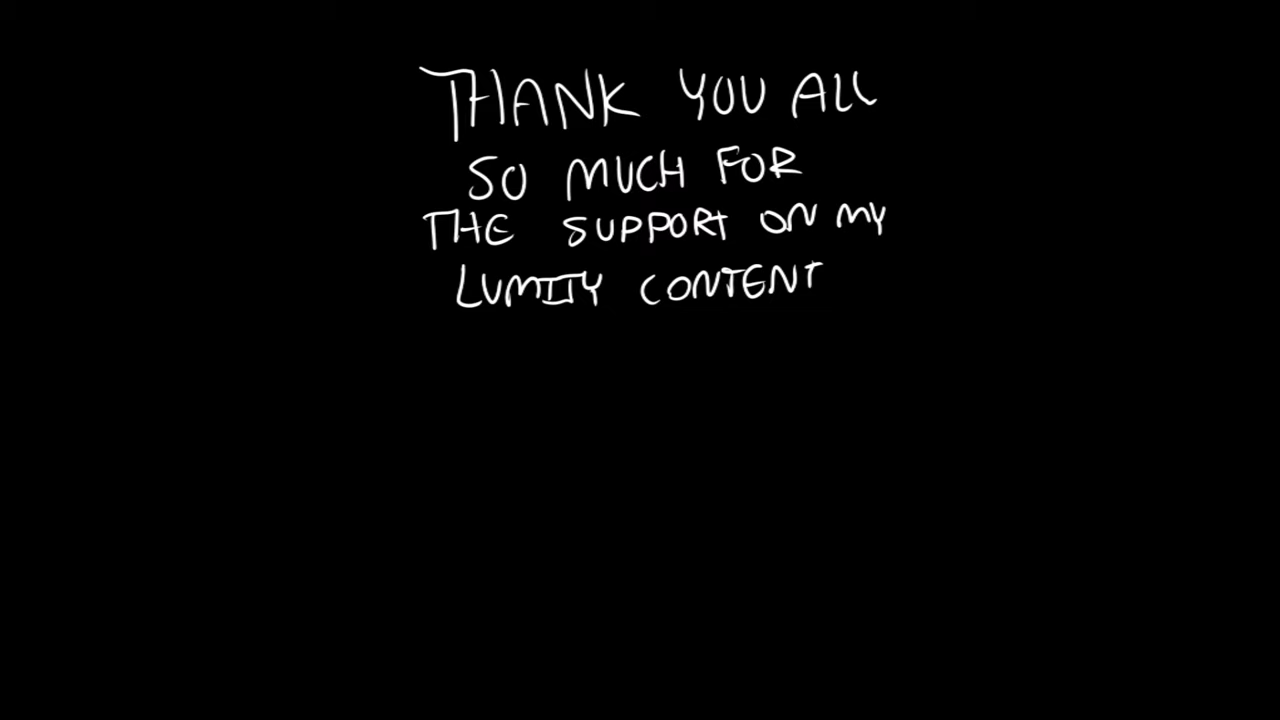 THANK YOU ALL
SO MUCH FOR
THE SUPPORT ON MY
LUMITY CONTENT